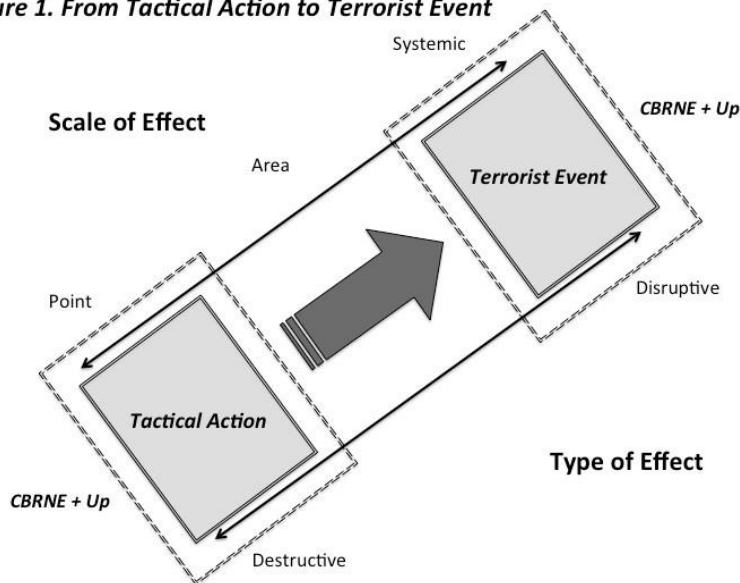 ure 1. From Tactical Action to Terrorist Event
Systemic
CBRNE + Up
Scale of Effect
Area
Terrorist Event
Point
Disruptive
Tactical Action
Type of Effect
CBRNE + Up
Destructive